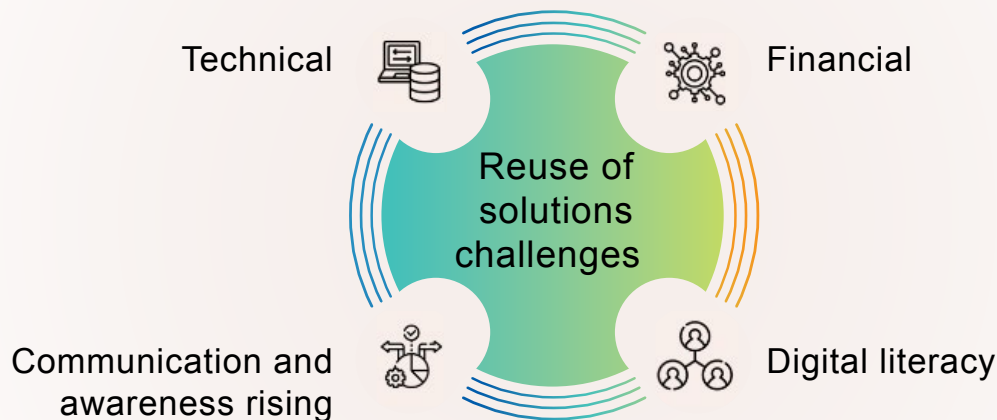 Technical
Financial
Reuse of
solutions
challenges
Communication and
awareness rising
Digital literacy